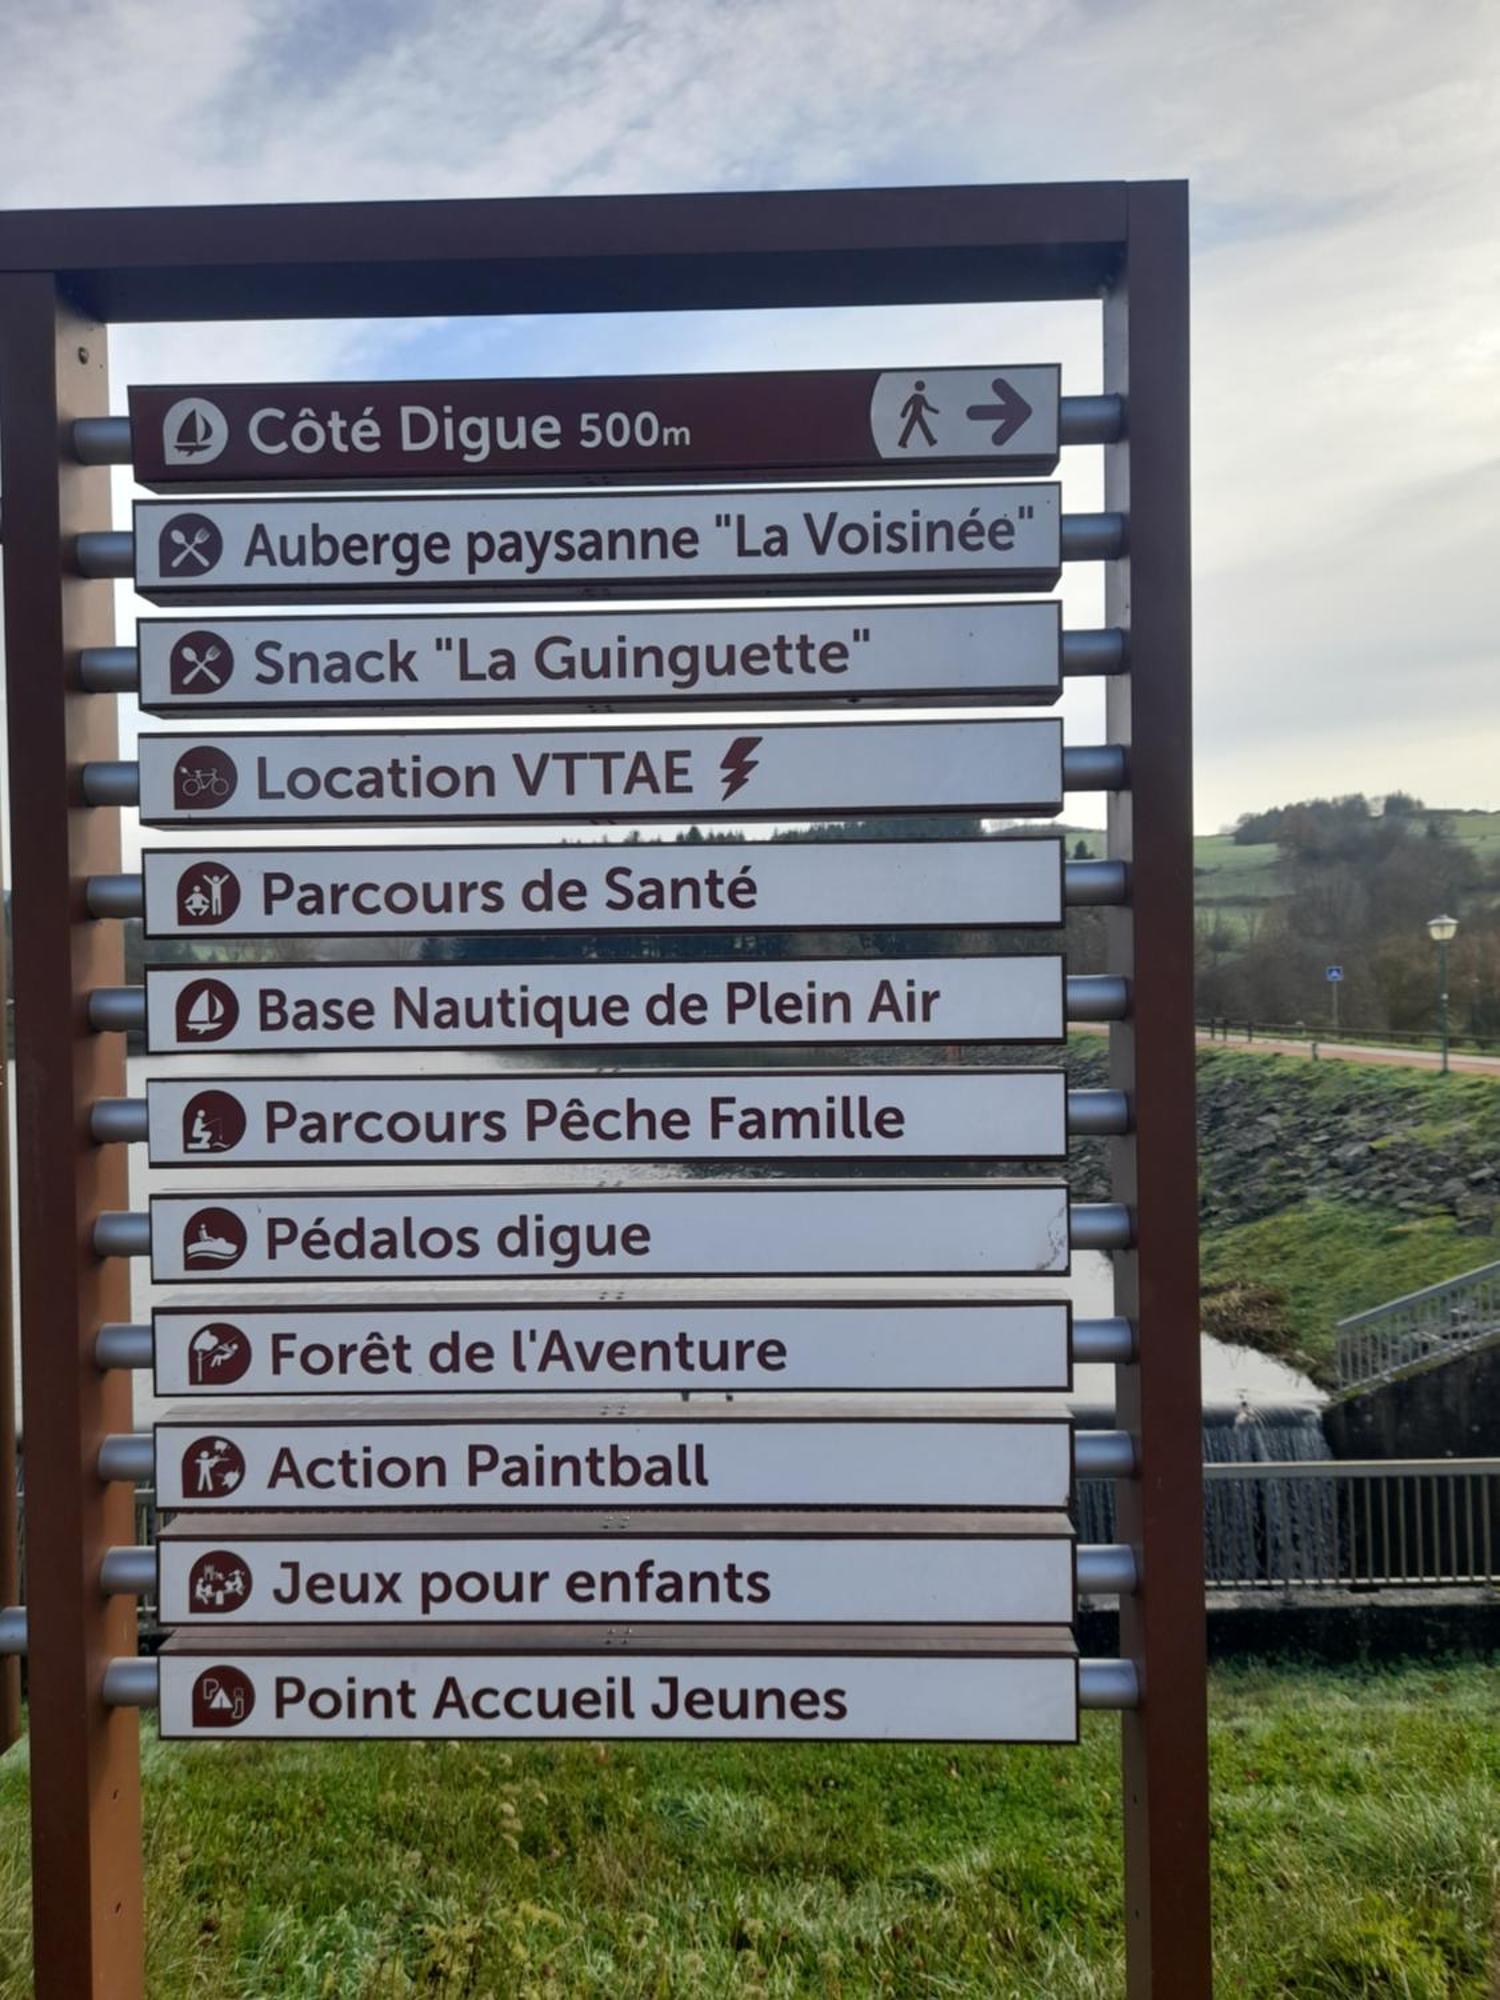 Côté Digue 500m
Auberge paysanne "La Voisinée"
Snack "La Guinguette"
Location VTTAE
Parcours de Santé
Base Nautique de Plein Air
Parcours Pêche Famille
Pédalos digue
Forêt de l'Aventure
Action Paintball
Jeux pour enfants
PAJ Point Accueil Jeunes